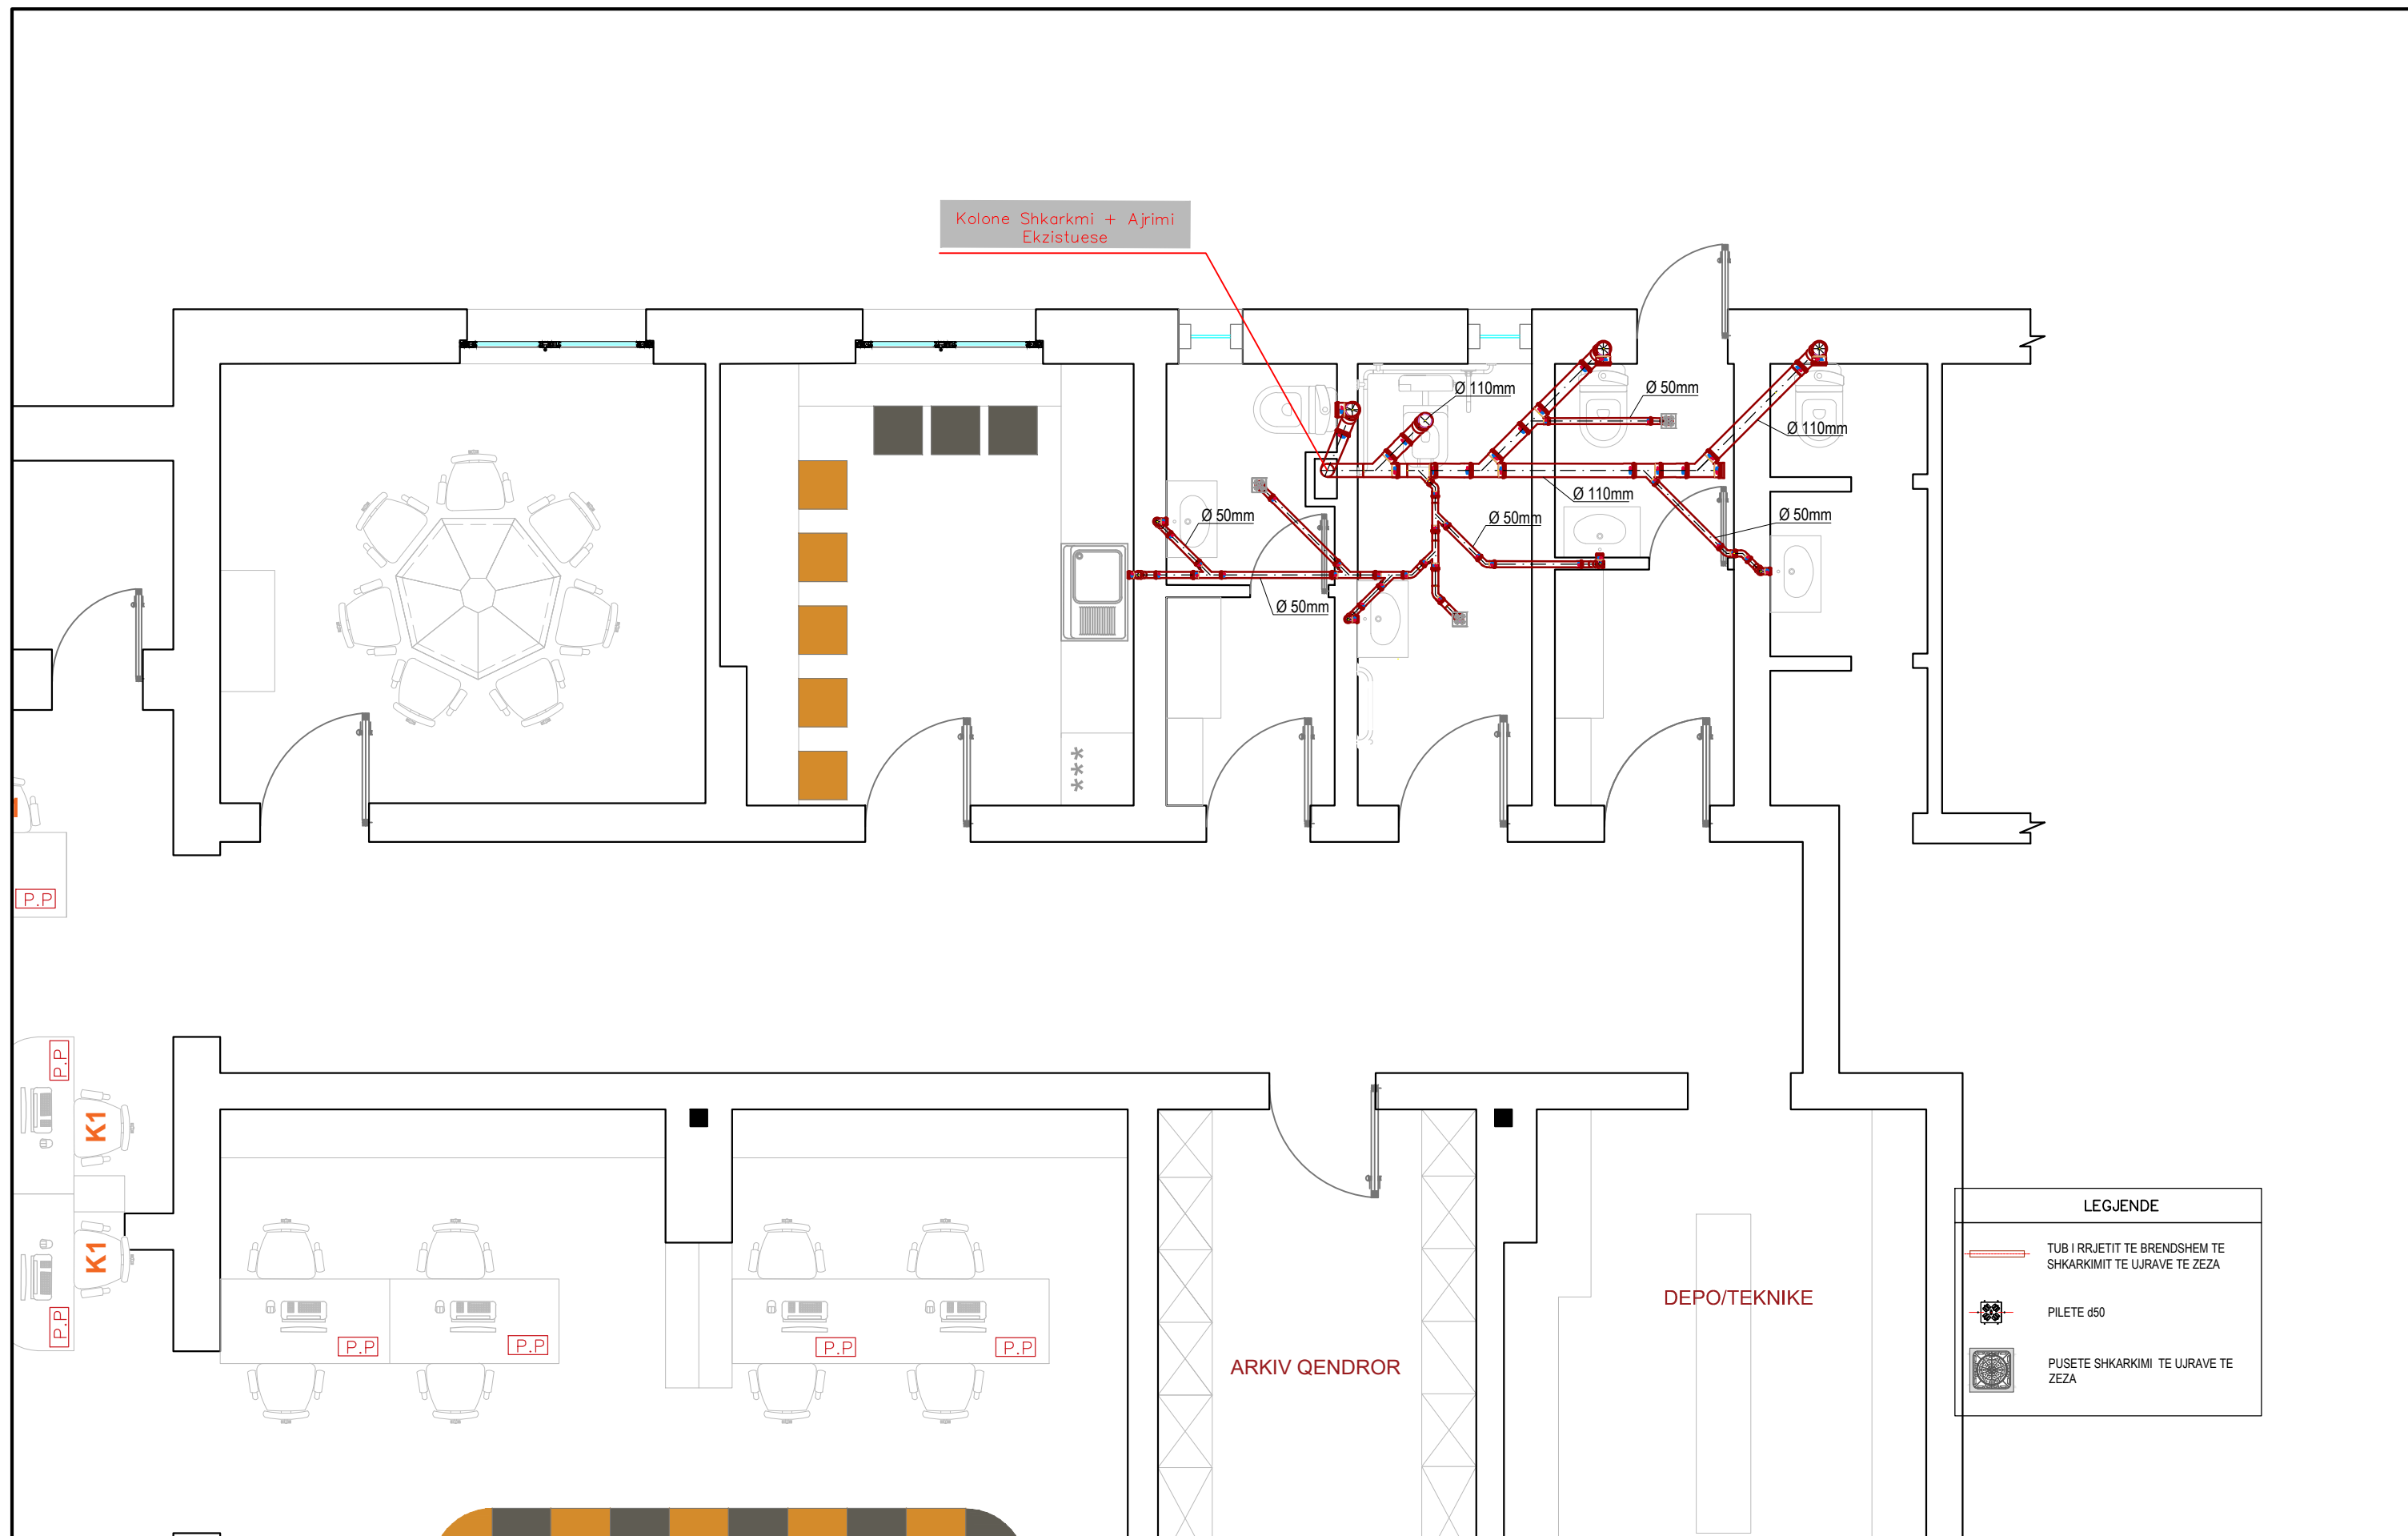 Kolone Shkarkmi + Ajrimi
Ekzistuese
Ø 110mm
Ø 50mm
Ø 110mm
Ø 110mm
Ø 50mm
Ø 50mm
Ø 50mm
Ø 50mm
***
P.P
P.P
K1
K1
P.P
P.P
P.P
P.P
P.P
ARKIV QENDROR
DEPO/TEKNIKE
LEGJENDE
TUB I RRJETIT TE BRENDSHEM TE
SHKARKIMIT TE UJRAVE TE ZEZA
PILETE d50
PUSETE SHKARKIMI TE UJRAVE TE
ZEZA